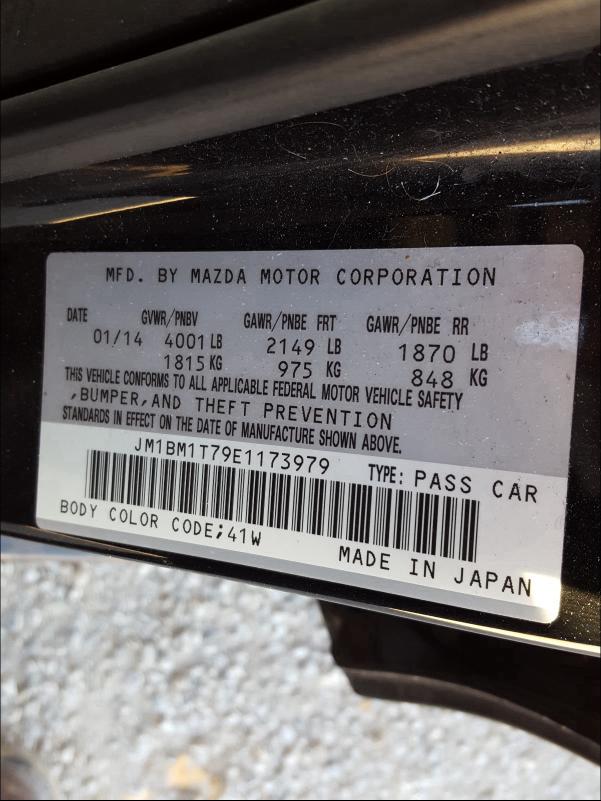 MFD. BY MAZDA MOTOR CORPORATION
DATE GVWR/PNBV GAWR/PNBE FRT GAWR/PNBE RR
01/14 4001 LB 2149 LB 1870 LB
1815 KG 975 KG 848 KG
THIS VEHICLE CONFORMS TO ALL APPLICABLE FEDERAL MOTOR VEHICLE SAFETY
,BUMPER,AND THEFT PREVENTION
STANDARDS IN EFFECT ON THE DATE OF MANUFACTURE SHOWN ABOVE.
JM1BM1T79E1173979 TYPE: PASS CAR
BODY COLOR CODE;41W MADE IN JAPAN